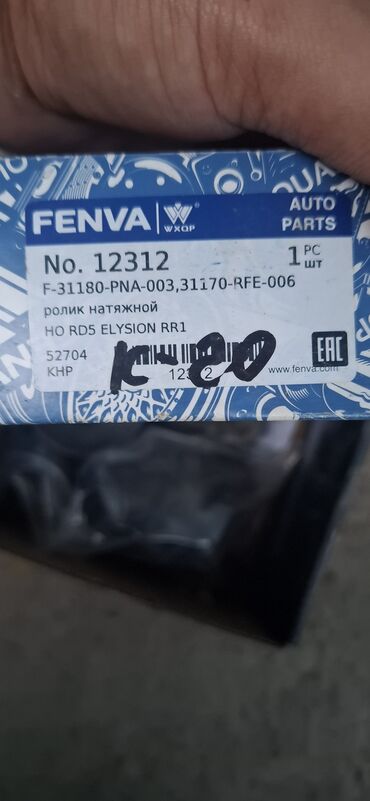 FENVA WXQP AUTO PARTS
No. 12312 1 PC шт
F-31180-PNA-003,31170-RFE-006
ролик натяжной
HO RD5 ELYSION RR1
52704
KHP
EAC
www.fenva.com